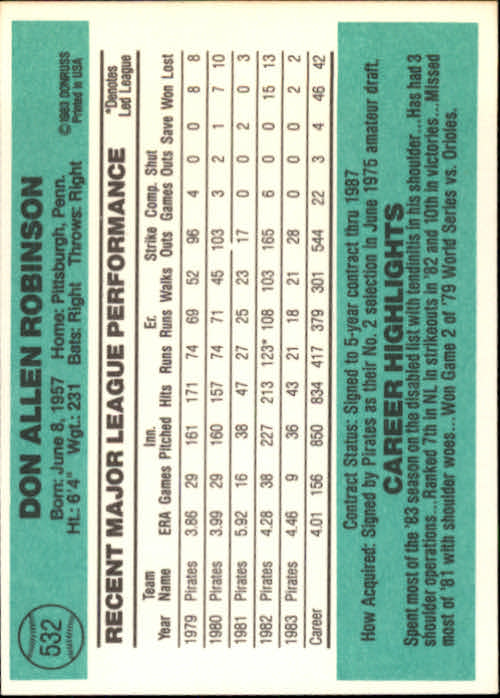 532
DON ALLEN ROBINSON
Born: June 8, 1957 Home: Pittsburgh, Penn.
Ht.: 6'4" Wgt.: 231 Bats: Right Throws: Right
© 1983 DONRUSS
Printed in USA
RECENT MAJOR LEAGUE PERFORMANCE
*Denotes
Led League
Team Inn. Er. Strike Comp. Shut
Year Name ERA Games Pitched Hits Runs Runs Walks Outs Games Outs Save Won Lost
1979 Pirates 3.86 29 161 171 74 69 52 96 4 0 0 8 8
1980 Pirates 3.99 29 160 157 74 71 45 103 3 2 1 7 10
1981 Pirates 5.92 16 38 47 27 25 23 17 0 0 2 0 3
1982 Pirates 4.28 38 227 213 123* 108 103 165 6 0 0 15 13
1983 Pirates 4.46 9 36 43 21 18 21 28 0 0 0 2 2
Career 4.01 156 850 834 417 379 301 544 22 3 4 46 42
Contract Status: Signed to 5-year contract thru 1987
How Acquired: Signed by Pirates as their No. 2 selection in June 1975 amateur draft.
CAREER HIGHLIGHTS
Spent most of the '83 season on the disabled list with tendinitis in his shoulder...Has had 3
shoulder operations...Ranked 7th in NL in strikeouts in '82 and 10th in victories...Missed
most of '81 with shoulder woes...Won Game 2 of '79 World Series vs. Orioles.